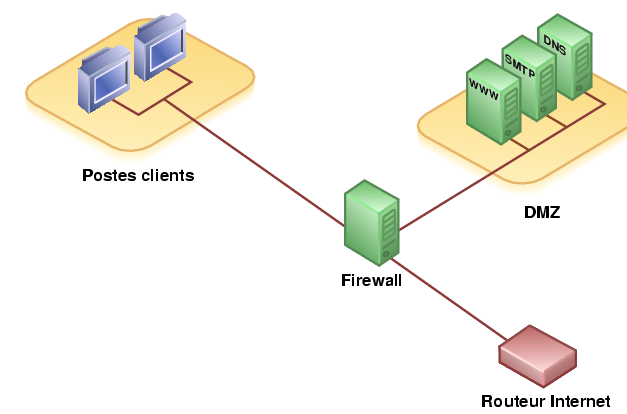 DNS
SMTP
WWW
Postes clients
DMZ
Firewall
Routeur Internet